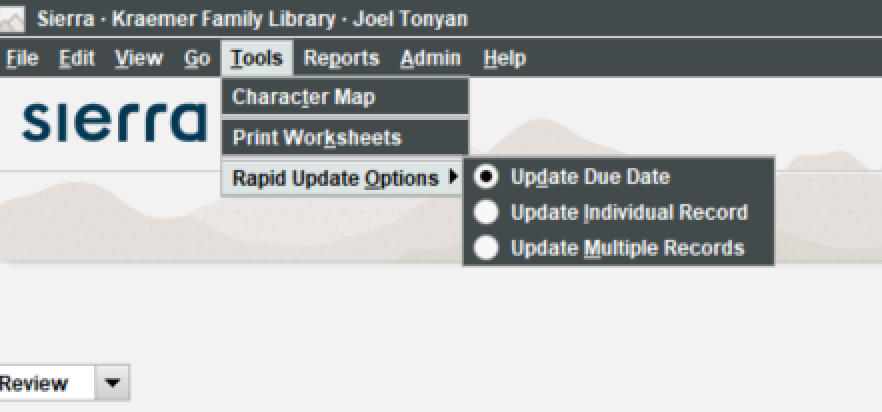 Sierra · Kraemer Family Library · Joel Tonyan
File Edit View Go Tools Reports Admin Help
sierra
Character Map
Print Worksheets
Rapid Update Options
Update Due Date
Update Individual Record
Update Multiple Records
Review